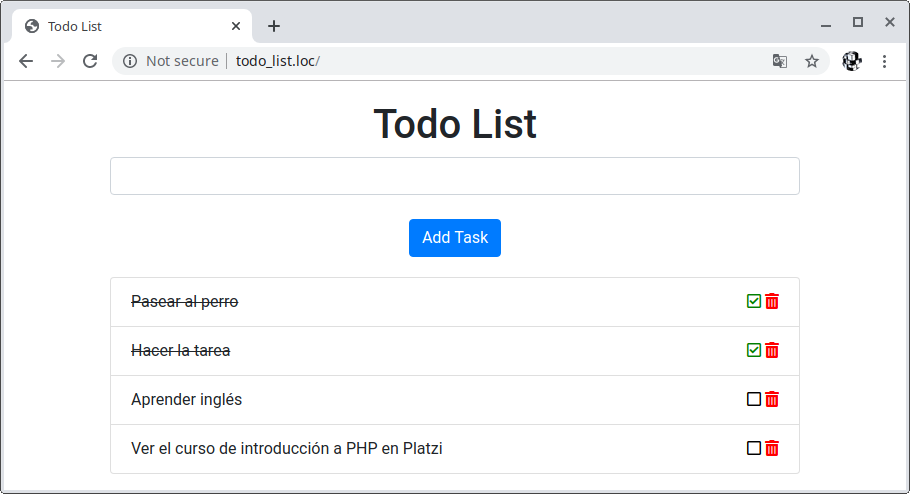 Todo List
Not secure | todo_list.loc/
Todo List
Add Task
Pasear al perro
Hacer la tarea
Aprender inglés
Ver el curso de introducción a PHP en Platzi